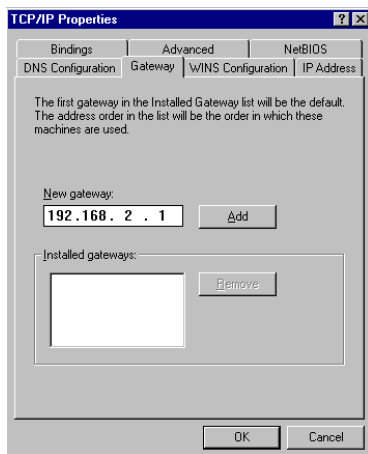 TCP/IP Properties
Bindings Advanced NetBIOS
DNS Configuration Gateway WINS Configuration IP Address
The first gateway in the Installed Gateway list will be the default.
The address order in the list will be the order in which these
machines are used.
New gateway:
192.168. 2 . 1 Add
Installed gateways:
Remove
OK Cancel